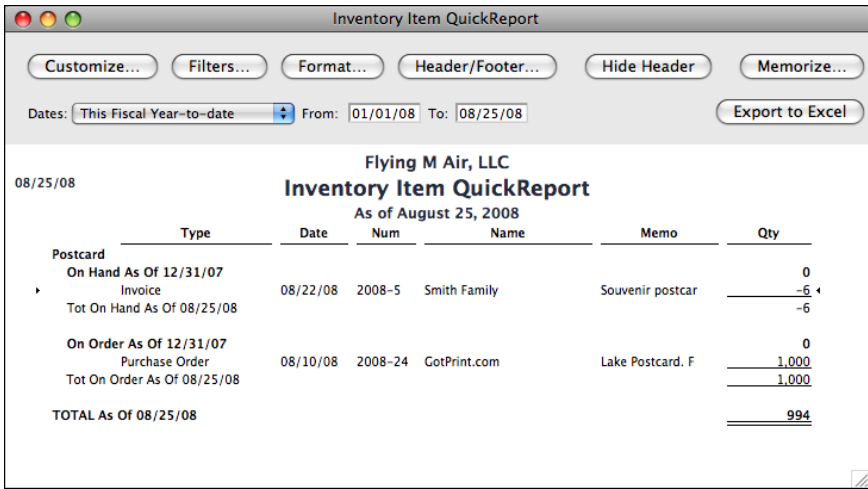 Inventory Item QuickReport
Customize... Filters... Format... Header/Footer... Hide Header Memorize...
Dates: This Fiscal Year-to-date From: 01/01/08 To: 08/25/08 Export to Excel
Flying M Air, LLC
08/25/08 Inventory Item QuickReport
As of August 25, 2008
Type Date Num Name Memo Qty
Postcard
On Hand As Of 12/31/07 0
Invoice 08/22/08 2008-5 Smith Family Souvenir postcar -6
Tot On Hand As Of 08/25/08 -6
On Order As Of 12/31/07 0
Purchase Order 08/10/08 2008-24 GotPrint.com Lake Postcard. F 1,000
Tot On Order As Of 08/25/08 1,000
TOTAL As Of 08/25/08 994